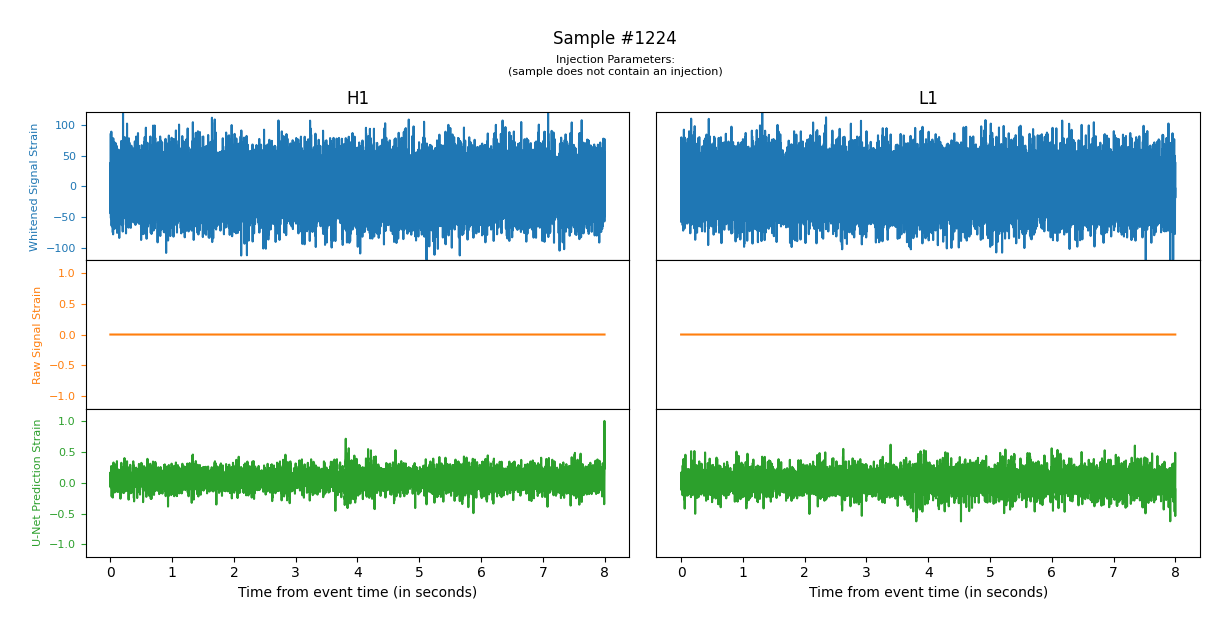 Sample #1224
Injection Parameters:
(sample does not contain an injection)
H1
L1
Whitened Signal Strain
100
50
0
−50
−100
Raw Signal Strain
1.0
0.5
0.0
−0.5
−1.0
U-Net Prediction Strain
1.0
0.5
0.0
−0.5
−1.0
0 1 2 3 4 5 6 7 8
0 1 2 3 4 5 6 7 8
Time from event time (in seconds)
Time from event time (in seconds)